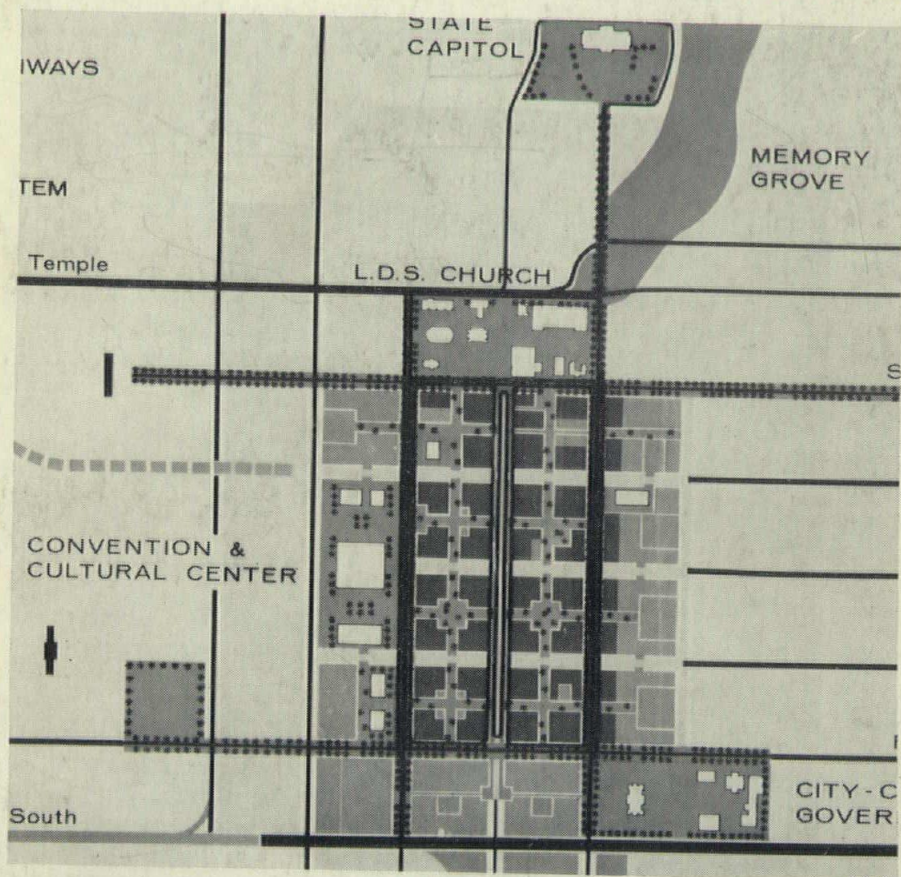 STATE
CAPITOL
IWAYS
MEMORY
GROVE
TEM
Temple
L.D.S. CHURCH
S
CONVENTION &
CULTURAL CENTER
South
CITY - C
GOVER